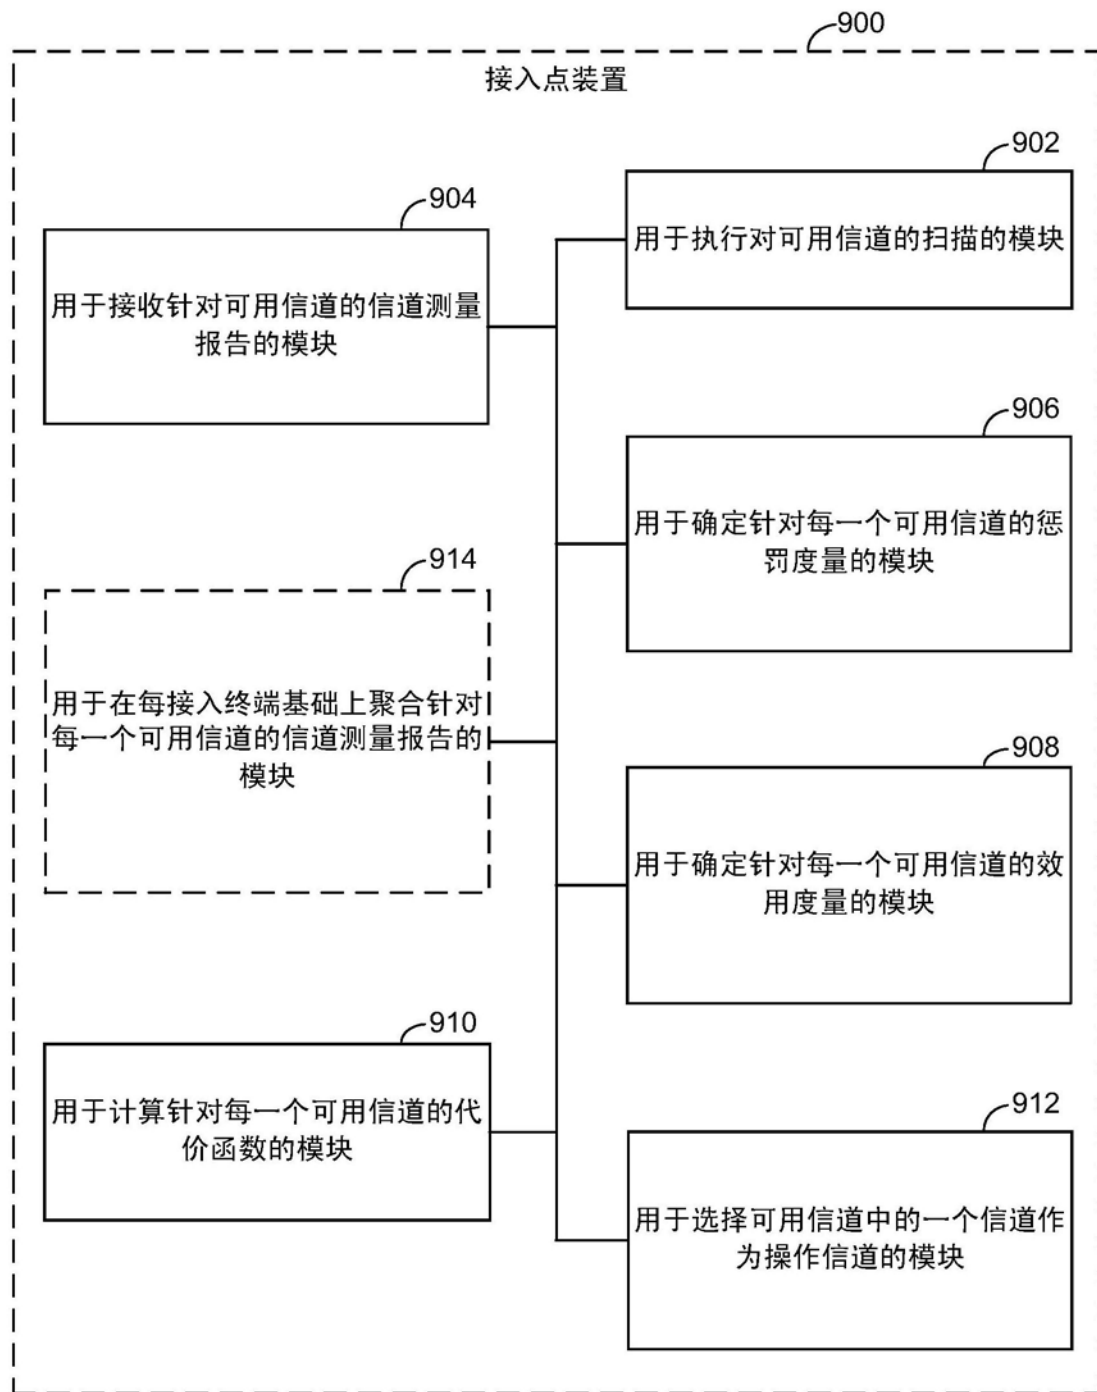 900
接入点装置
902
用于执行对可用信道的扫描的模块
904
用于接收针对可用信道的信道测量
报告的模块
906
用于确定针对每一个可用信道的惩
罚度量的模块
914
用于在每接入终端基础上聚合针对
每一个可用信道的信道测量报告的
模块
908
用于确定针对每一个可用信道的效
用度量的模块
910
用于计算针对每一个可用信道的代
价函数的模块
912
用于选择可用信道中的一个信道作
为操作信道的模块